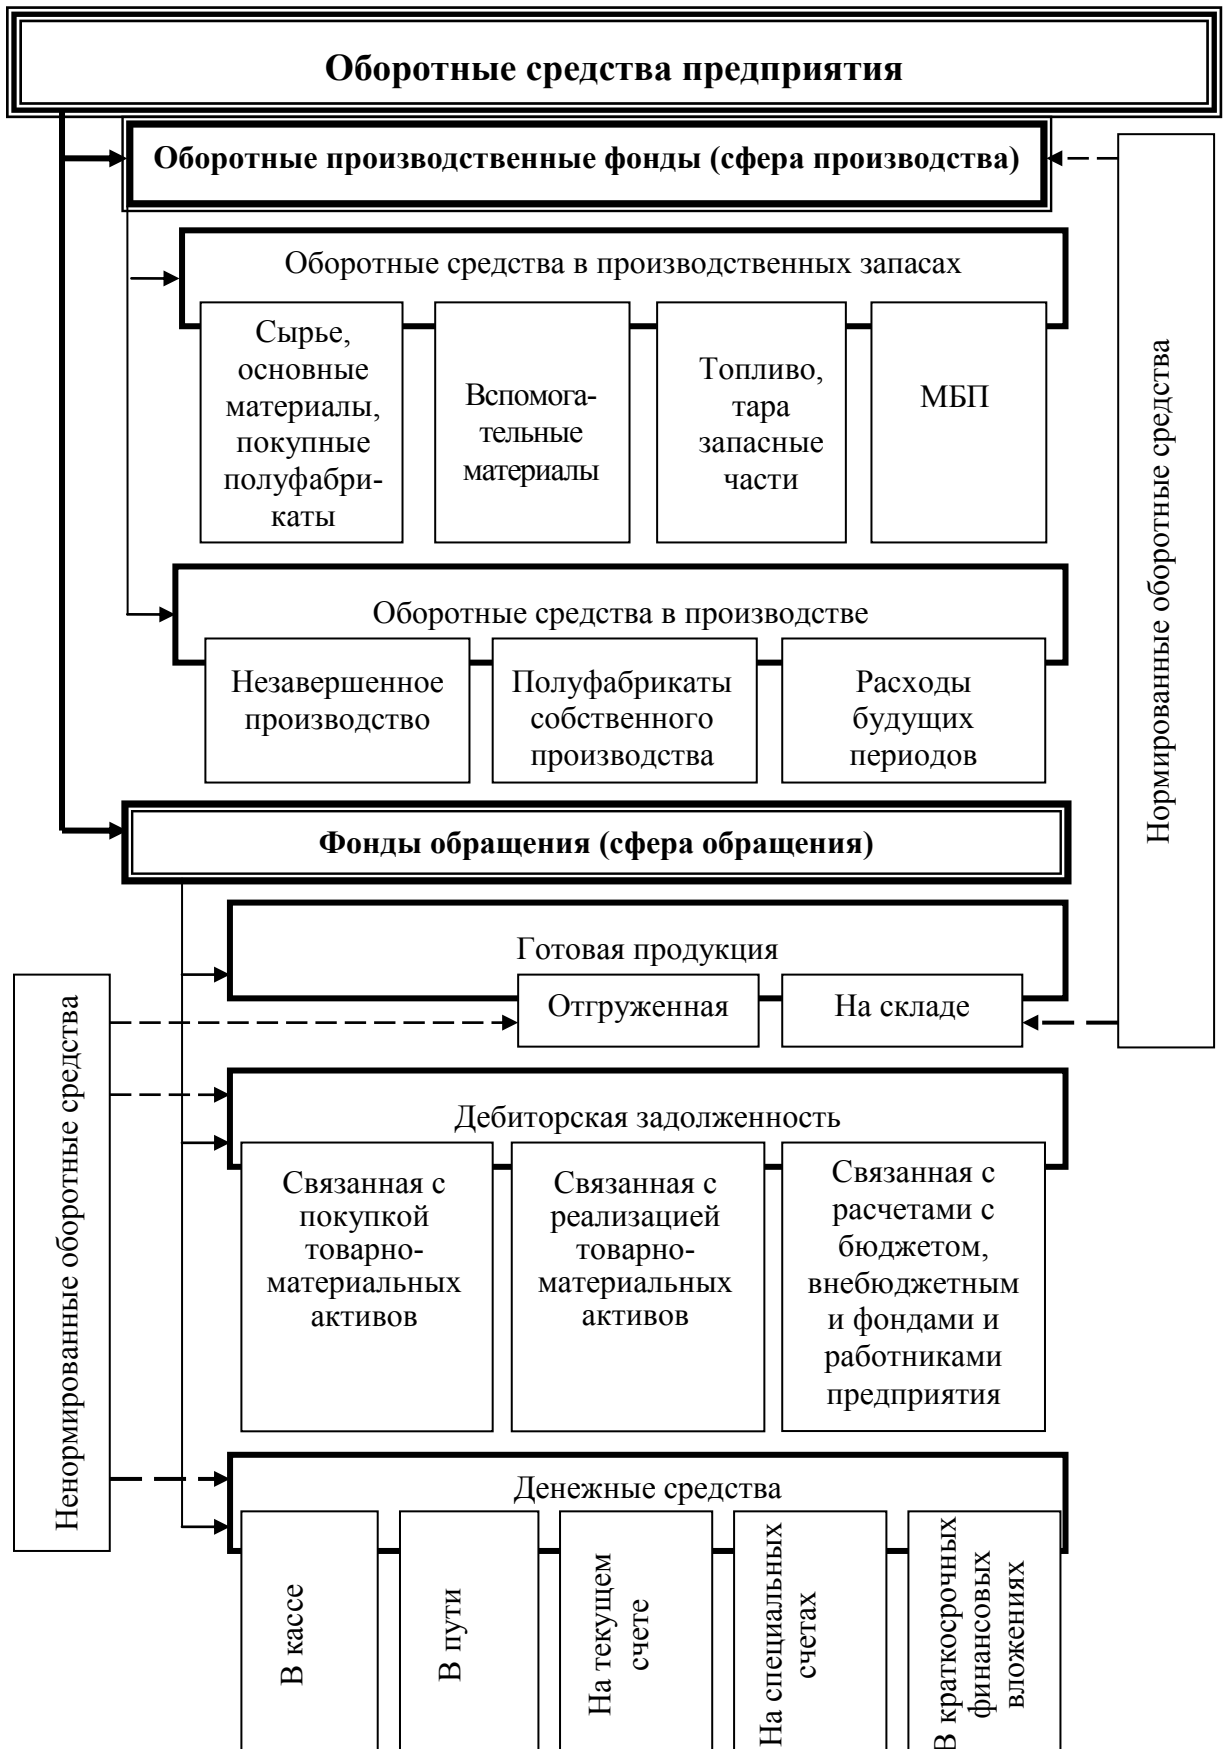 Оборотные средства предприятия
Оборотные производственные фонды (сфера производства)
Оборотные средства в производственных запасах
Сырье,
основные
материалы,
покупные
полуфабри-
каты
Вспомога-
тельные
материалы
Топливо,
тара
запасные
части
МБП
Нормированные оборотные средства
Оборотные средства в производстве
Незавершенное
производство
Полуфабрикаты
собственного
производства
Расходы
будущих
периодов
Фонды обращения (сфера обращения)
Готовая продукция
Отгруженная
На складе
Ненормированные оборотные средства
Дебиторская задолженность
Связанная с
покупкой
товарно-
материальных
активов
Связанная с
реализацией
товарно-
материальных
активов
Связанная с
расчетами с
бюджетом,
внебюджетным
и фондами и
работниками
предприятия
Денежные средства
В кассе
В пути
На текущем
счете
На специальных
счетах
В краткосрочных
финансовых
вложениях